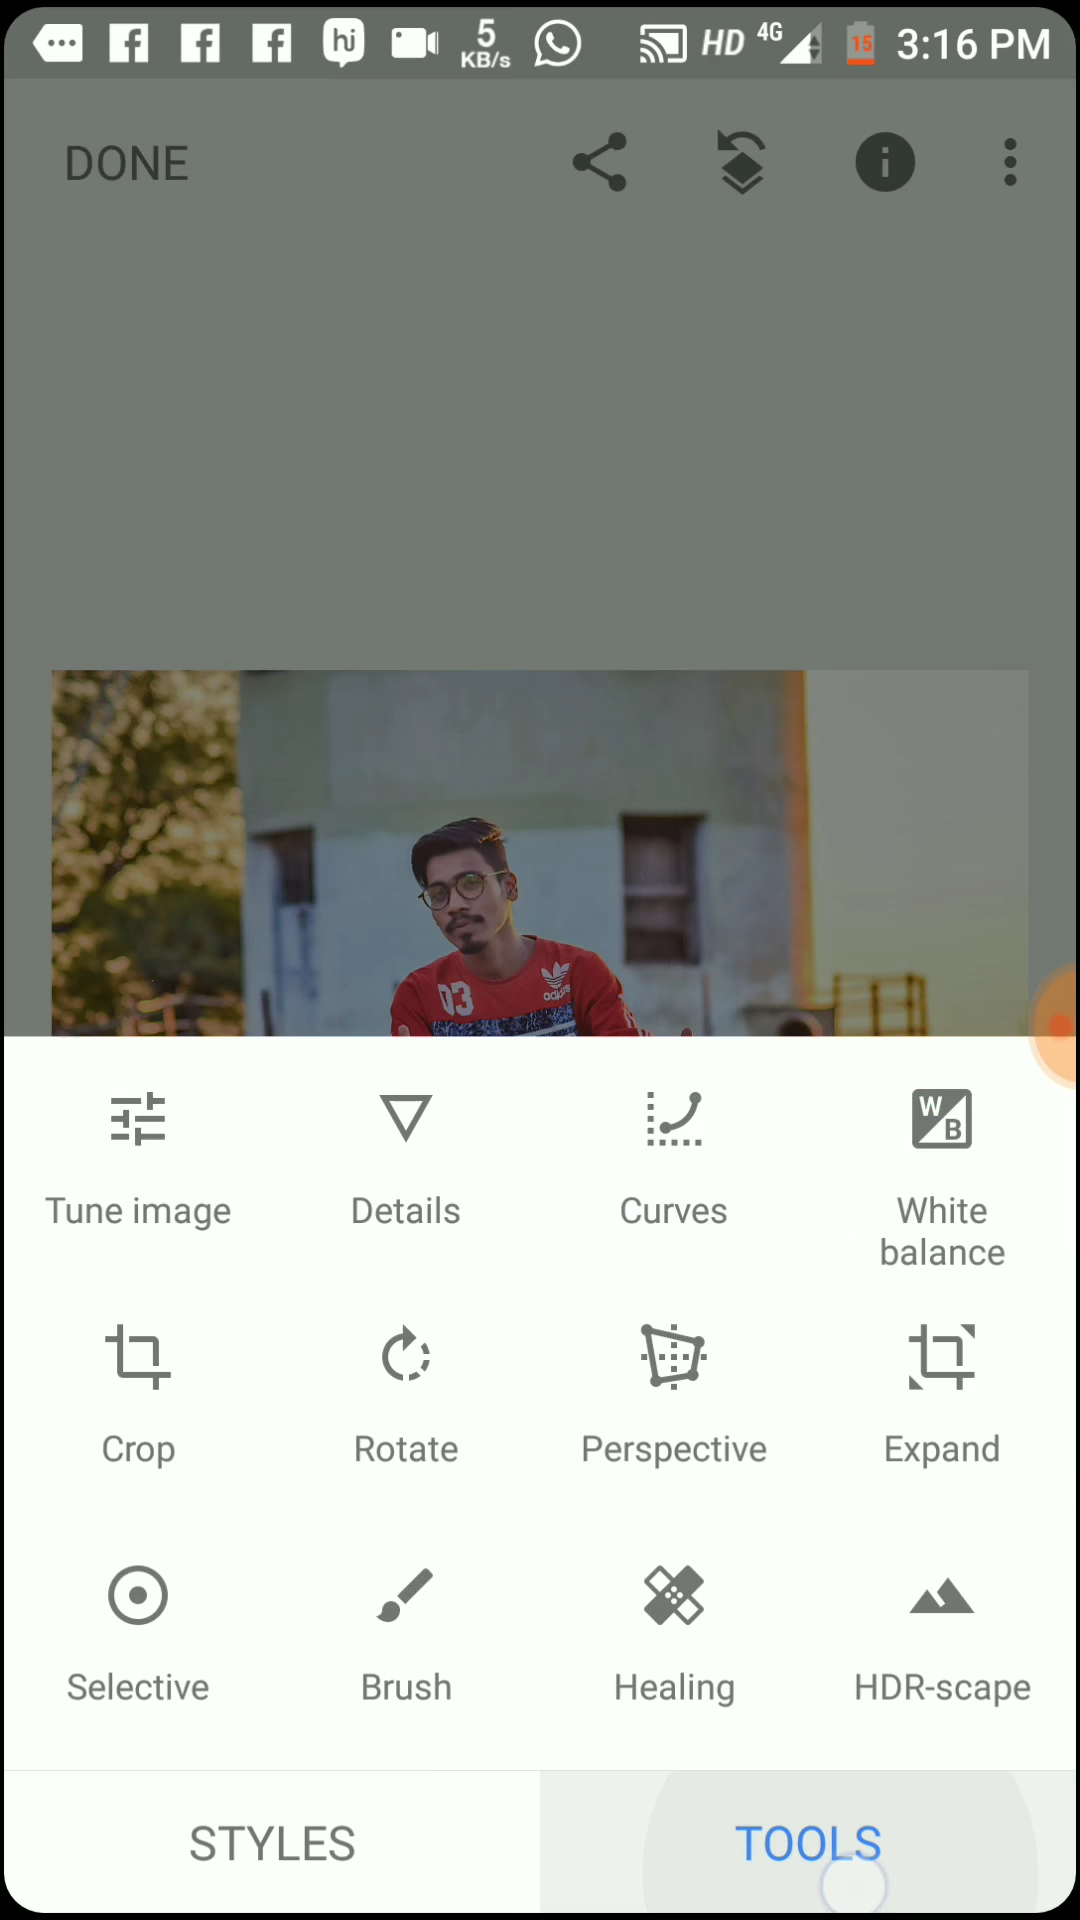 hi 5 KB/s HD 4G 15 3:16 PM
DONE
03 adidas
Tune image Details Curves W B White balance
Crop Rotate Perspective Expand
Selective Brush Healing HDR-scape
STYLES TOOLS